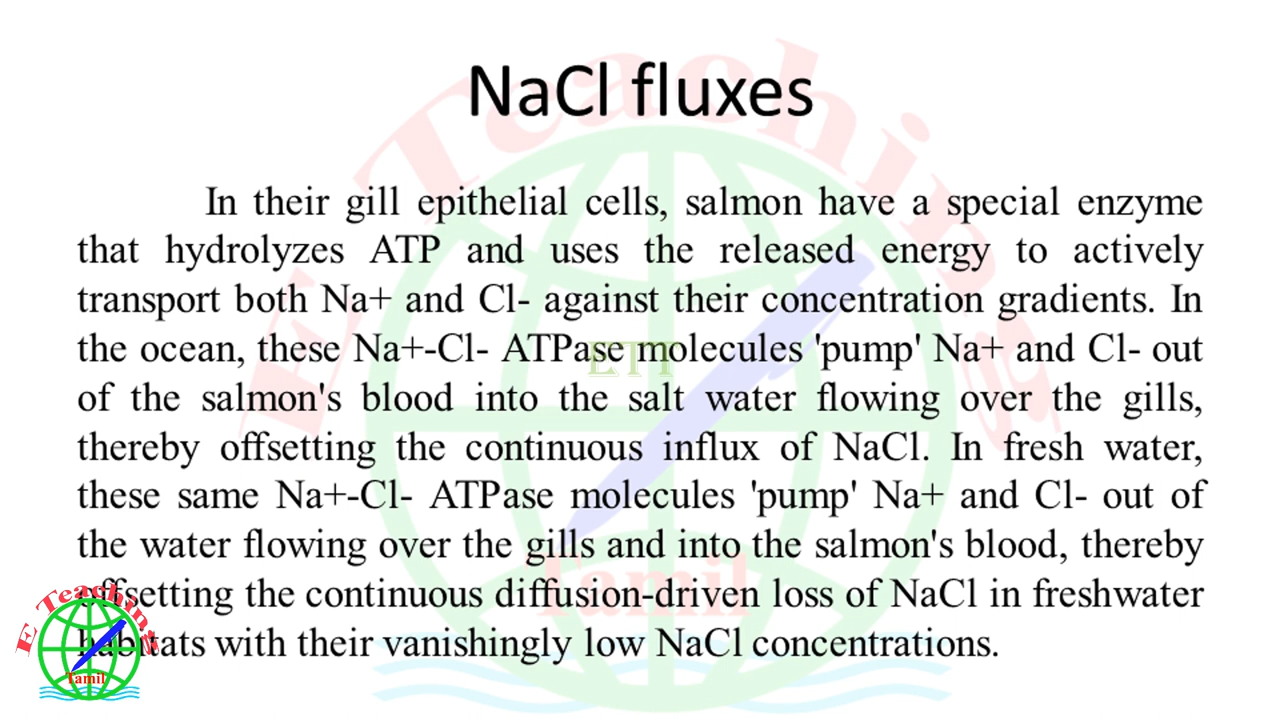 NaCl fluxes
In their gill epithelial cells, salmon have a special enzyme
that hydrolyzes ATP and uses the released energy to actively
transport both Na+ and Cl- against their concentration gradients. In
the ocean, these Na+-Cl- ATPase molecules 'pump' Na+ and Cl- out
of the salmon's blood into the salt water flowing over the gills,
thereby offsetting the continuous influx of NaCl. In fresh water,
these same Na+-Cl- ATPase molecules 'pump' Na+ and Cl- out of
the water flowing over the gills and into the salmon's blood, thereby
offsetting the continuous diffusion-driven loss of NaCl in freshwater
habitats with their vanishingly low NaCl concentrations.
E Teaching
Tamil
ETT
E Teaching
Tamil